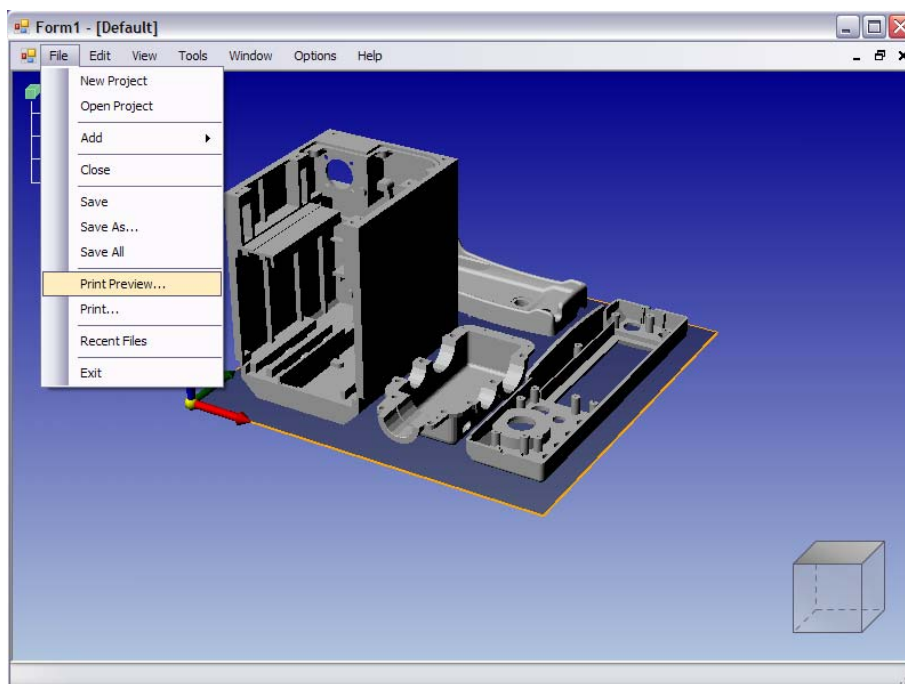 Form1 - [Default]
File Edit View Tools Window Options Help
New Project
Open Project
Add
Close
Save
Save As...
Save All
Print Preview...
Print...
Recent Files
Exit